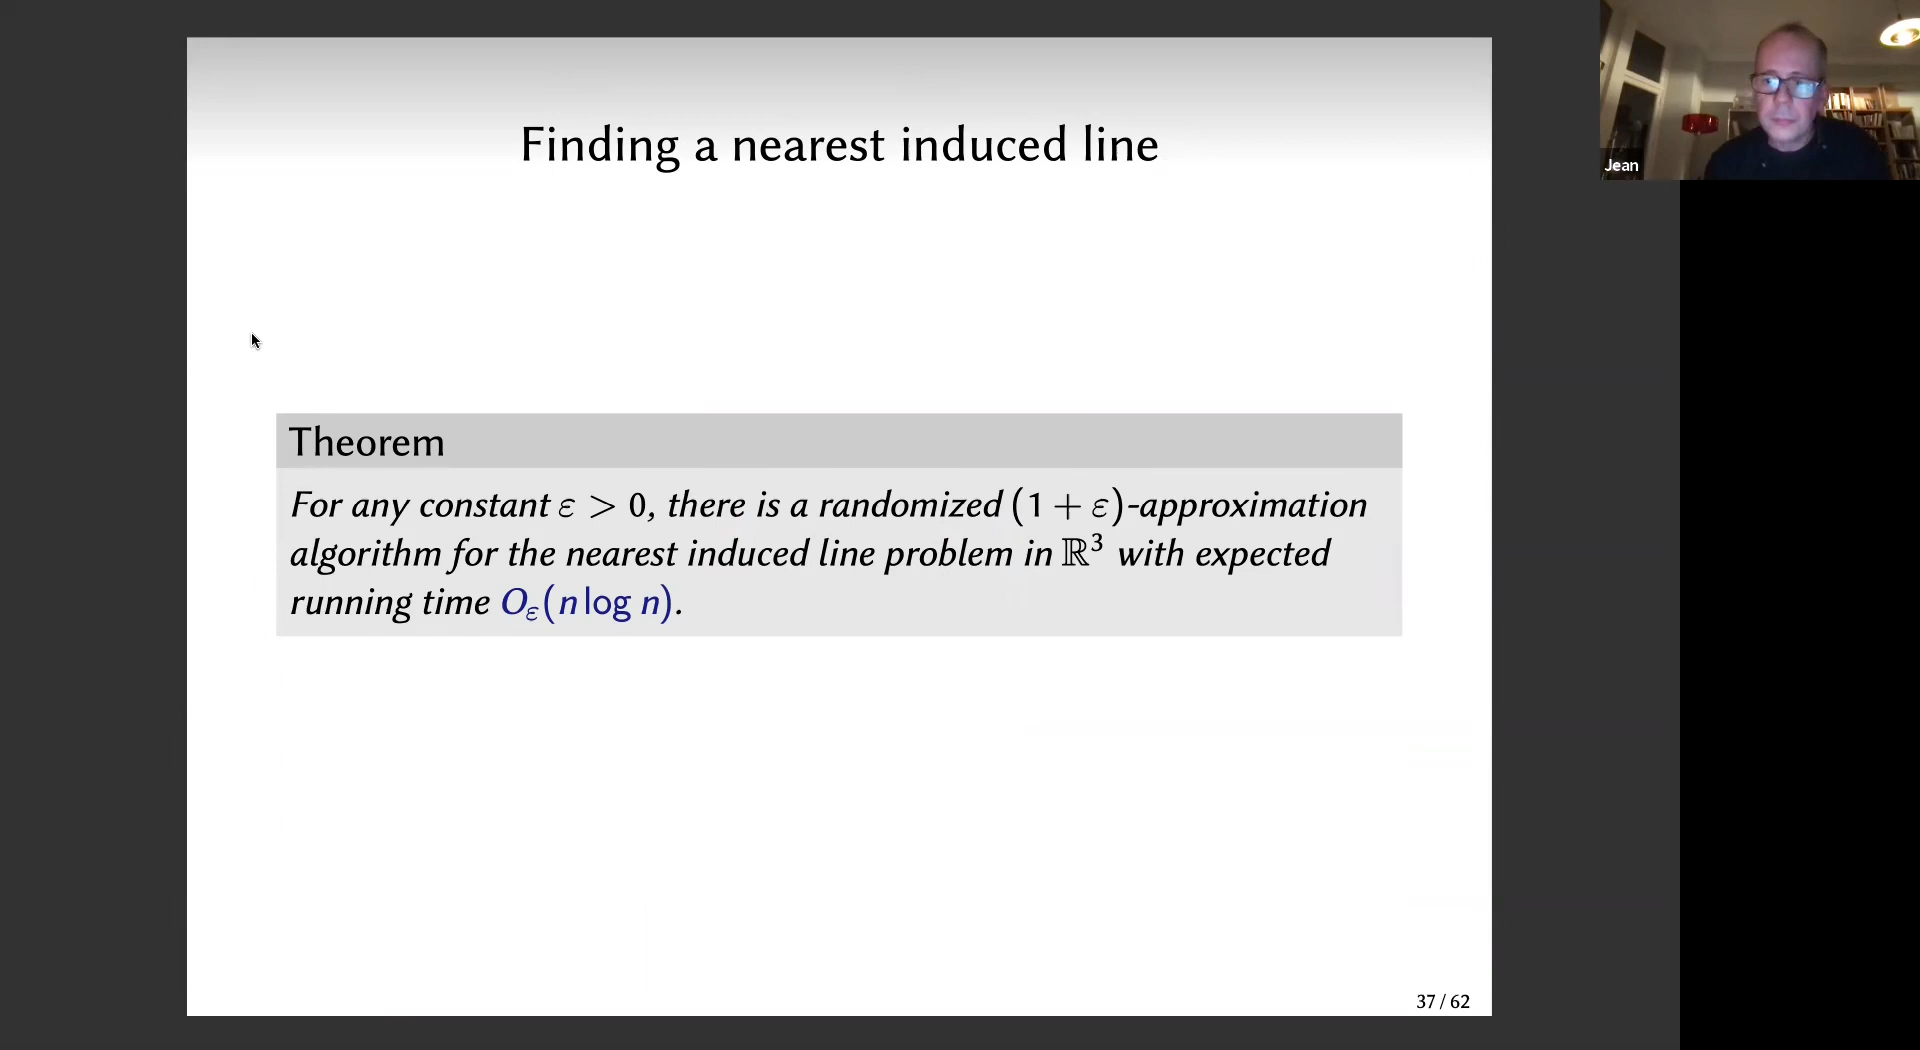 Finding a nearest induced line
Theorem
For any constant ε > 0, there is a randomized (1 + ε)-approximation
algorithm for the nearest induced line problem in ℝ³ with expected
running time Oε(n log n).
37 / 62
Jean